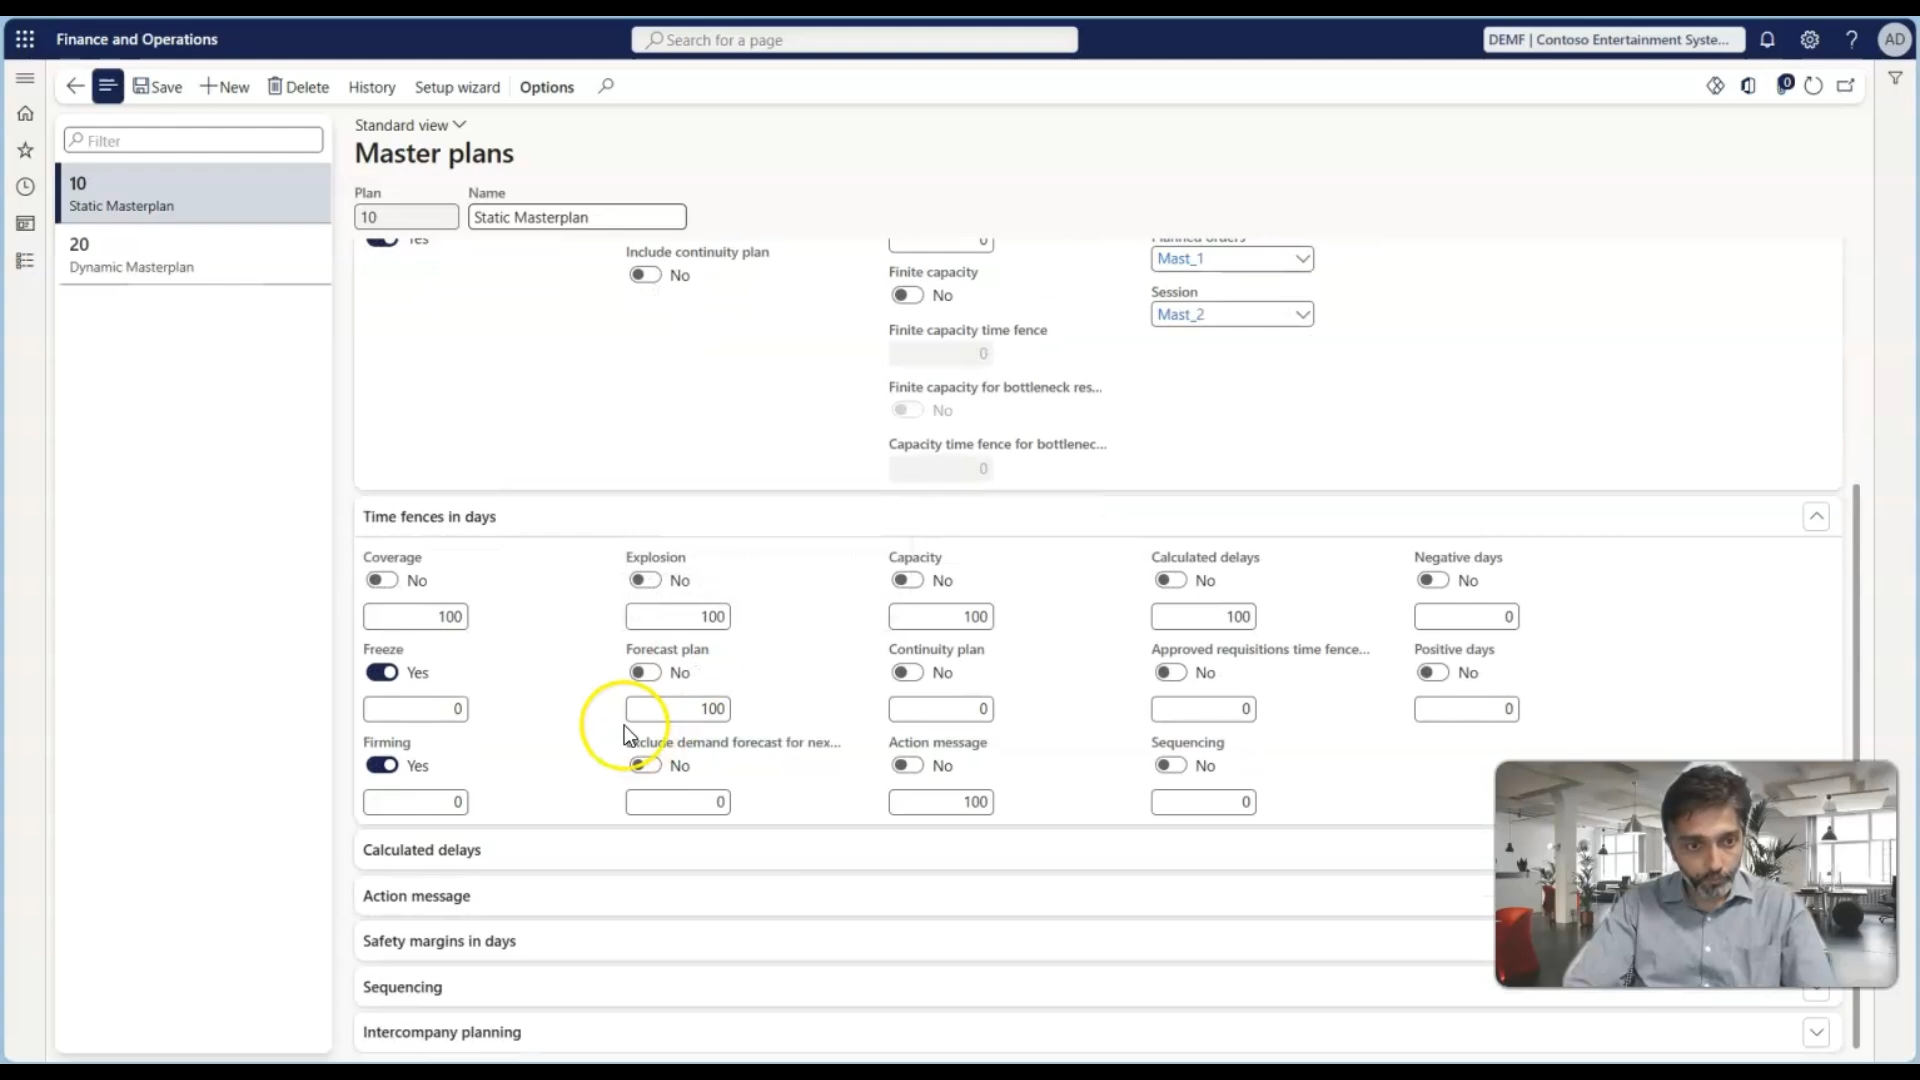 Finance and Operations
Search for a page
DEMF | Contoso Entertainment Syste...
AD
Save
New
Delete
History
Setup wizard
Options
0
Filter
10
Static Masterplan
20
Dynamic Masterplan
Standard view
Master plans
Plan
Name
10
Static Masterplan
Yes
Include continuity plan
No
0
Finite capacity
No
Finite capacity time fence
0
Finite capacity for bottleneck res...
No
Capacity time fence for bottlenec...
0
Planned orders
Mast_1
Session
Mast_2
Time fences in days
Coverage
Explosion
Capacity
Calculated delays
Negative days
No
No
No
No
No
100
100
100
100
0
Freeze
Forecast plan
Continuity plan
Approved requisitions time fence...
Positive days
Yes
No
No
No
No
0
100
0
0
0
Firming
clude demand forecast for nex...
Action message
Sequencing
Yes
No
No
No
0
0
100
0
Calculated delays
Action message
Safety margins in days
Sequencing
Intercompany planning